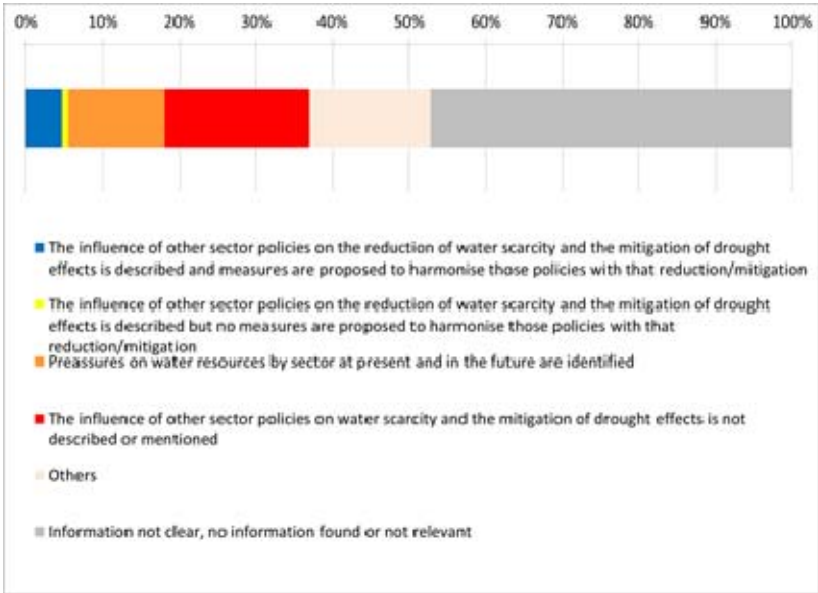 0% 10% 20% 30% 40% 50% 60% 70% 80% 90% 100%
The influence of other sector policies on the reduction of water scarcity and the mitigation of drought
effects is described and measures are proposed to harmonise those policies with that reduction/mitigation
The influence of other sector policies on the reduction of water scarcity and the mitigation of drought
effects is described but no measures are proposed to harmonise those policies with that
reduction/mitigation
Preassures on water resources by sector at present and in the future are identified
The influence of other sector policies on water scarcity and the mitigation of drought effects is not
described or mentioned
Others
Information not clear, no information found or not relevant